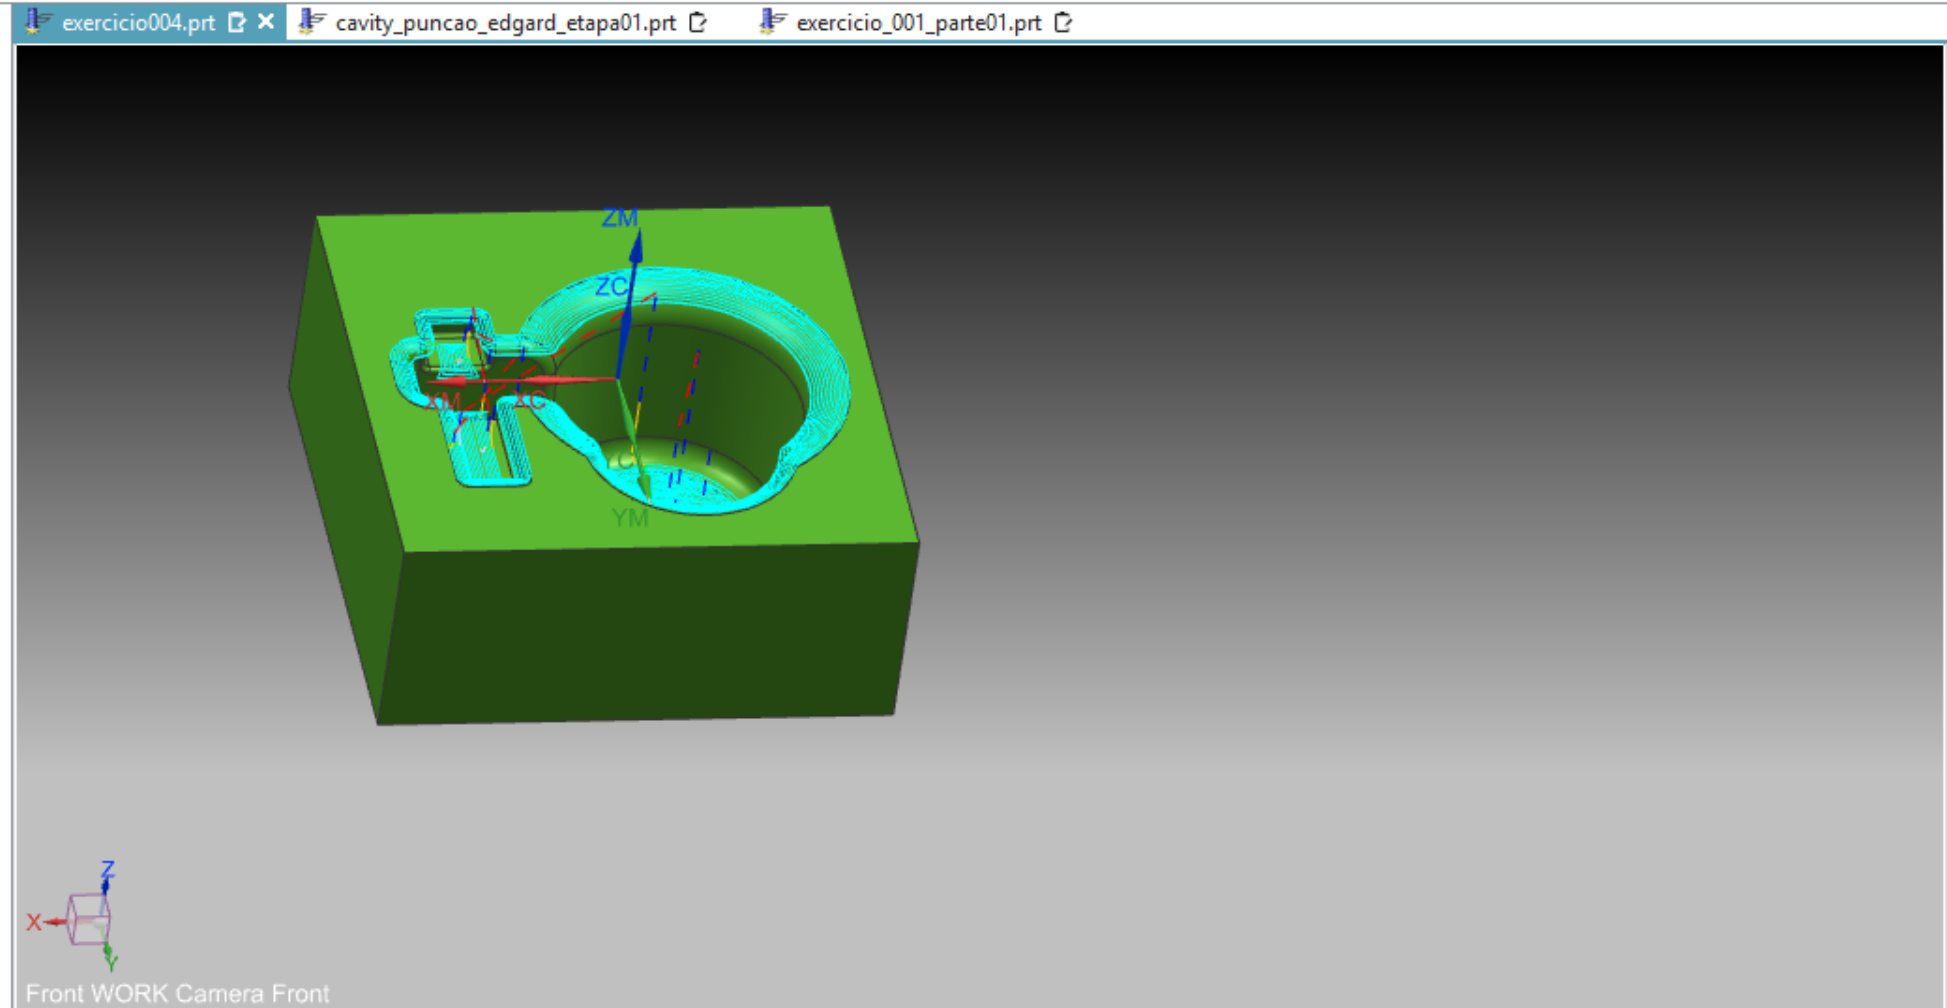 exercicio004.prt cavity_puncao_edgard_etapa01.prt exercicio_001_parte01.prt
ZM
ZC
XM XC
YM
Z
X
Y
Front WORK Camera Front